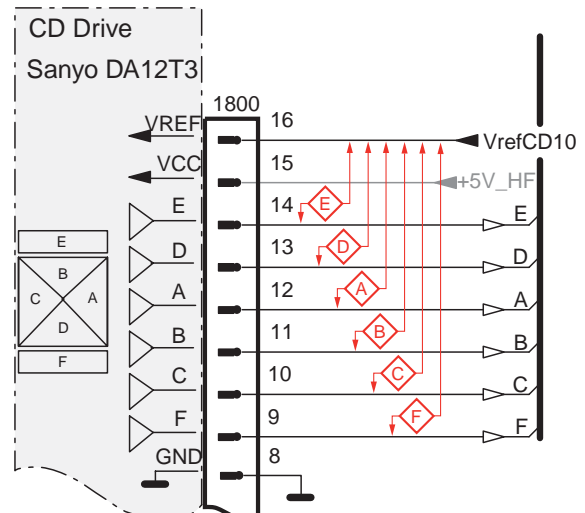 CD Drive
Sanyo DA12T3
1800
VREF 16 VrefCD10
VCC 15 +5V_HF
E 14 E E
D 13 D D
A 12 A A
B 11 B B
C 10 C C
F 9 F F
GND 8
E
B
C A
D
F